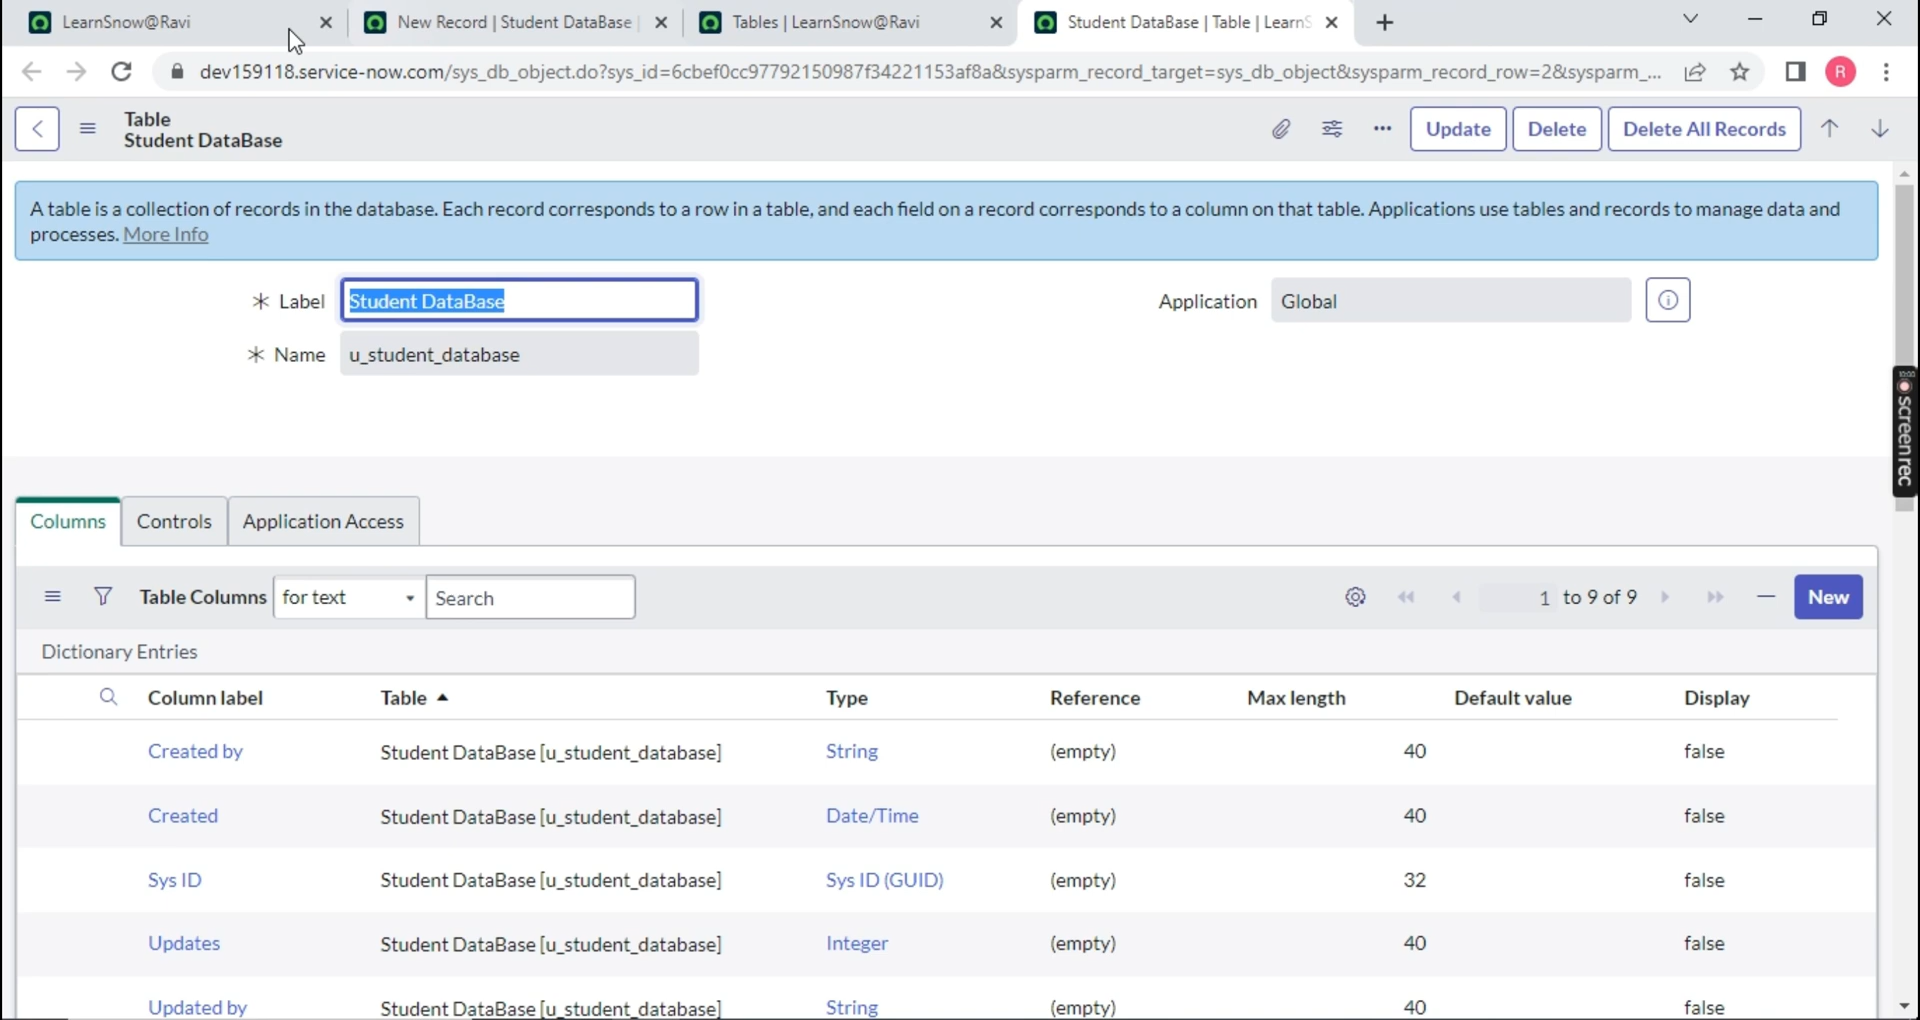 LearnSnow@Ravi
New Record | Student DataBase |
Tables | LearnSnow@Ravi
Student DataBase | Table | LearnS
dev159118.service-now.com/sys_db_object.do?sys_id=6cbef0cc97792150987f34221153af8a&sysparm_record_target=sys_db_object&sysparm_record_row=2&sysparm_...
R
Table
Student DataBase
Update
Delete
Delete All Records
A table is a collection of records in the database. Each record corresponds to a row in a table, and each field on a record corresponds to a column on that table. Applications use tables and records to manage data and
processes. More Info
* Label Student DataBase
Application Global
* Name u_student_database
10:00
screenrec
Columns Controls Application Access
Table Columns for text Search 1 to 9 of 9 New
Dictionary Entries
Column label Table Type Reference Max length Default value Display
Created by Student DataBase [u_student_database] String (empty) 40 false
Created Student DataBase [u_student_database] Date/Time (empty) 40 false
Sys ID Student DataBase [u_student_database] Sys ID (GUID) (empty) 32 false
Updates Student DataBase [u_student_database] Integer (empty) 40 false
Updated by Student DataBase [u_student_database] String (empty) 40 false